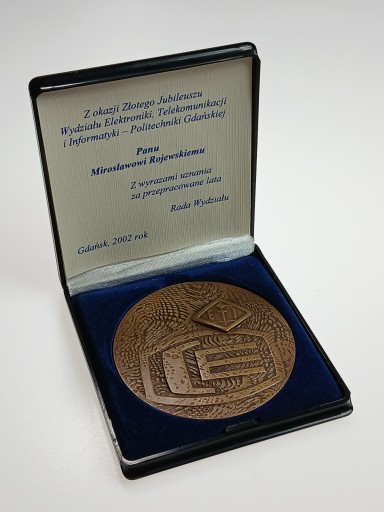 Z okazji Złotego Jubileuszu
Wydziału Elektroniki, Telekomunikacji
i Informatyki – Politechniki Gdańskiej
Panu
Mirosławowi Rojewskiemu
Z wyrazami uznania
za przepracowane lata
Rada Wydziału
Gdańsk, 2002 rok